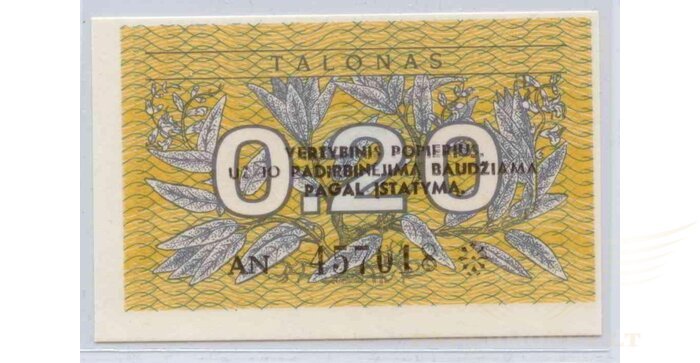 TALONAS
0.20
VERTYBINIS POPIERIUS.
UŽ JO PADIRBINĖJIMĄ BAUDŽIAMA
PAGAL ĮSTATYMĄ.
AN 457018